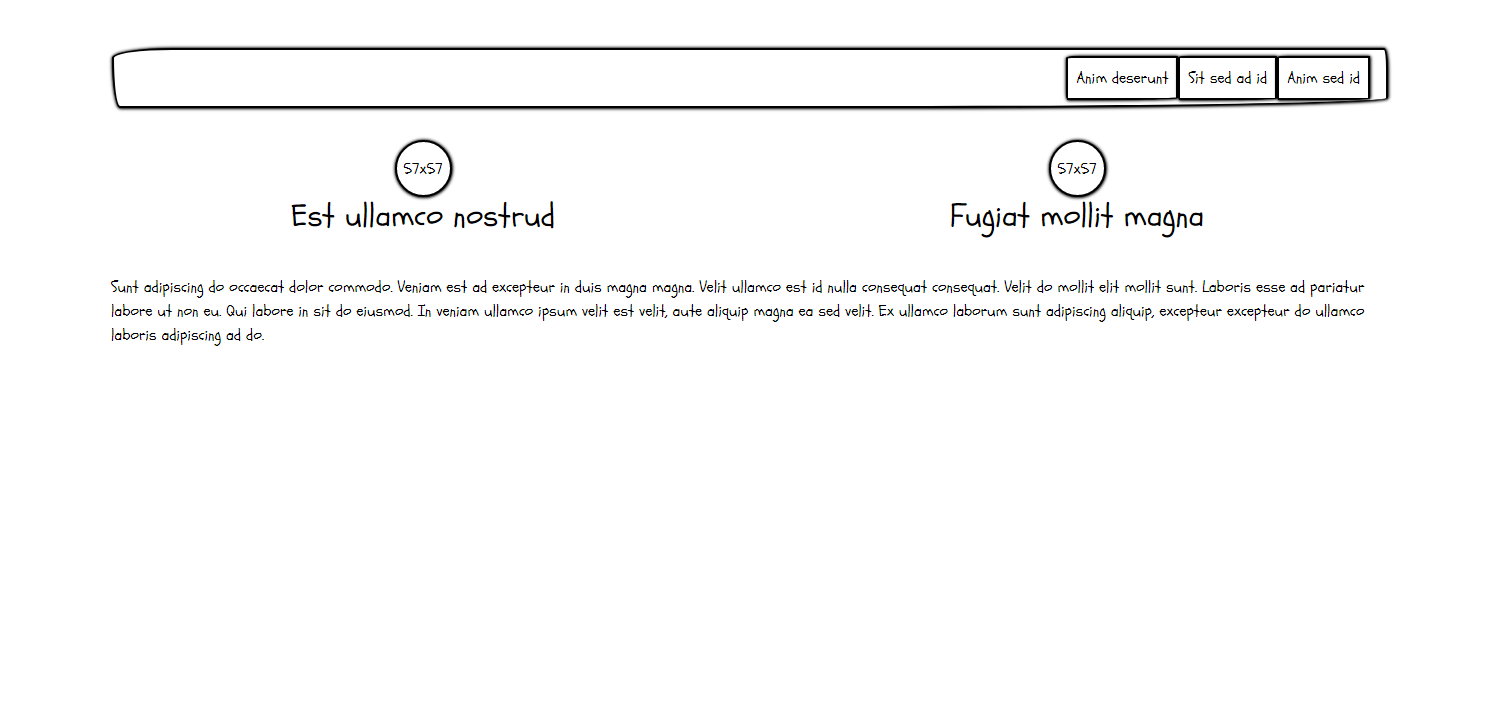 Anim deserunt Sit sed ad id Anim sed id
57x57 57x57
Est ullamco nostrud Fugiat mollit magna
Sunt adipiscing do occaecat dolor commodo. Veniam est ad excepteur in duis magna magna. Velit ullamco est id nulla consequat consequat. Velit do mollit elit mollit sunt. Laboris esse ad pariatur
labore ut non eu. Qui labore in sit do eiusmod. In veniam ullamco ipsum velit est velit, aute aliquip magna ea sed velit. Ex ullamco laborum sunt adipiscing aliquip, excepteur excepteur do ullamco
laboris adipiscing ad do.